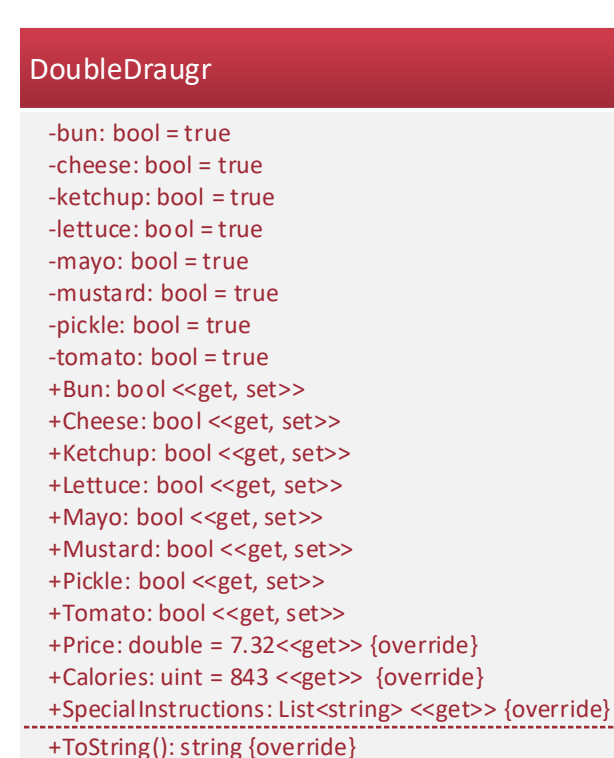 DoubleDraugr
-bun: bool = true
-cheese: bool = true
-ketchup: bool = true
-lettuce: bool = true
-mayo: bool = true
-mustard: bool = true
-pickle: bool = true
-tomato: bool = true
+Bun: bool <<get, set>>
+Cheese: bool <<get, set>>
+Ketchup: bool <<get, set>>
+Lettuce: bool <<get, set>>
+Mayo: bool <<get, set>>
+Mustard: bool <<get, set>>
+Pickle: bool <<get, set>>
+Tomato: bool <<get, set>>
+Price: double = 7.32<<get>> {override}
+Calories: uint = 843 <<get>> {override}
+SpecialInstructions: List<string> <<get>> {override}
+ToString(): string {override}